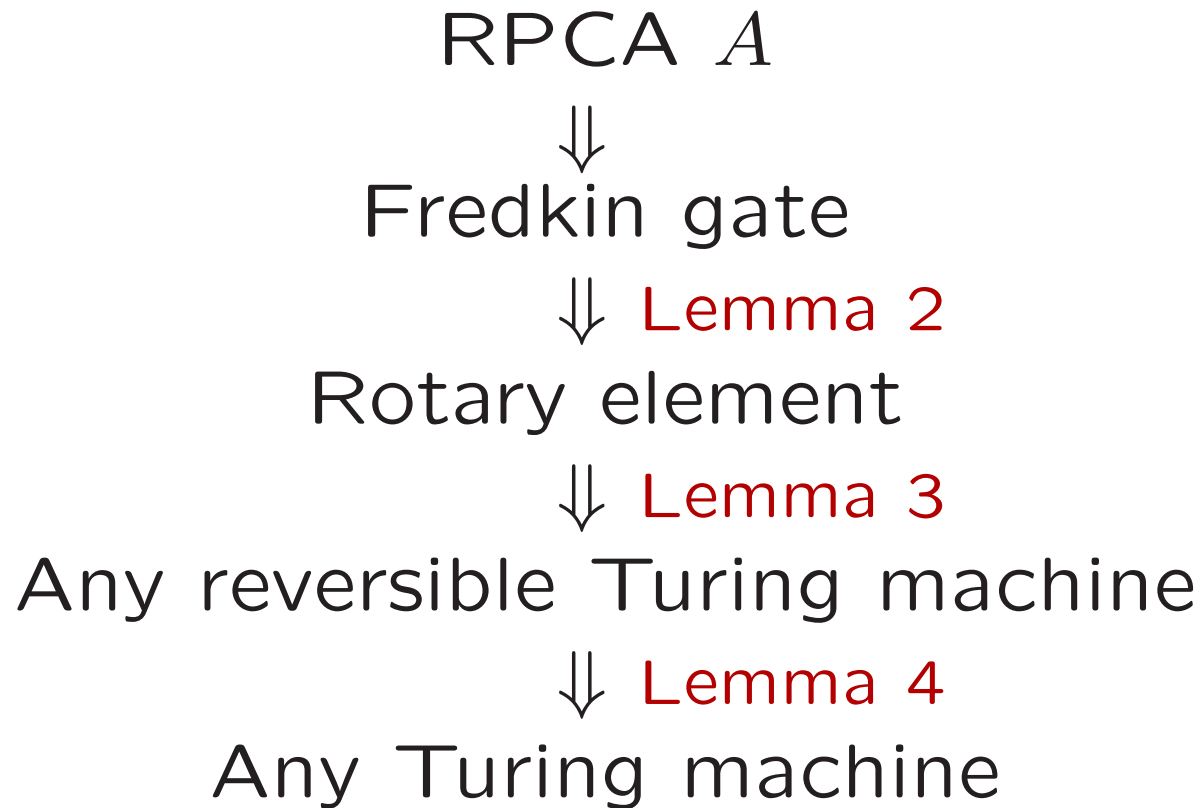 RPCA A
⇓
Fredkin gate
⇓ Lemma 2
Rotary element
⇓ Lemma 3
Any reversible Turing machine
⇓ Lemma 4
Any Turing machine